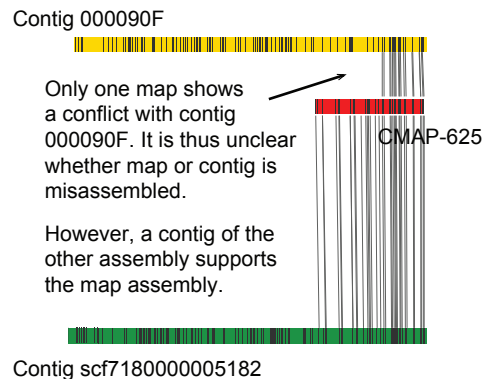 Contig 000090F
Only one map shows
a conflict with contig
000090F. It is thus unclear
whether map or contig is
misassembled.
CMAP-625
However, a contig of the
other assembly supports
the map assembly.
Contig scf7180000005182